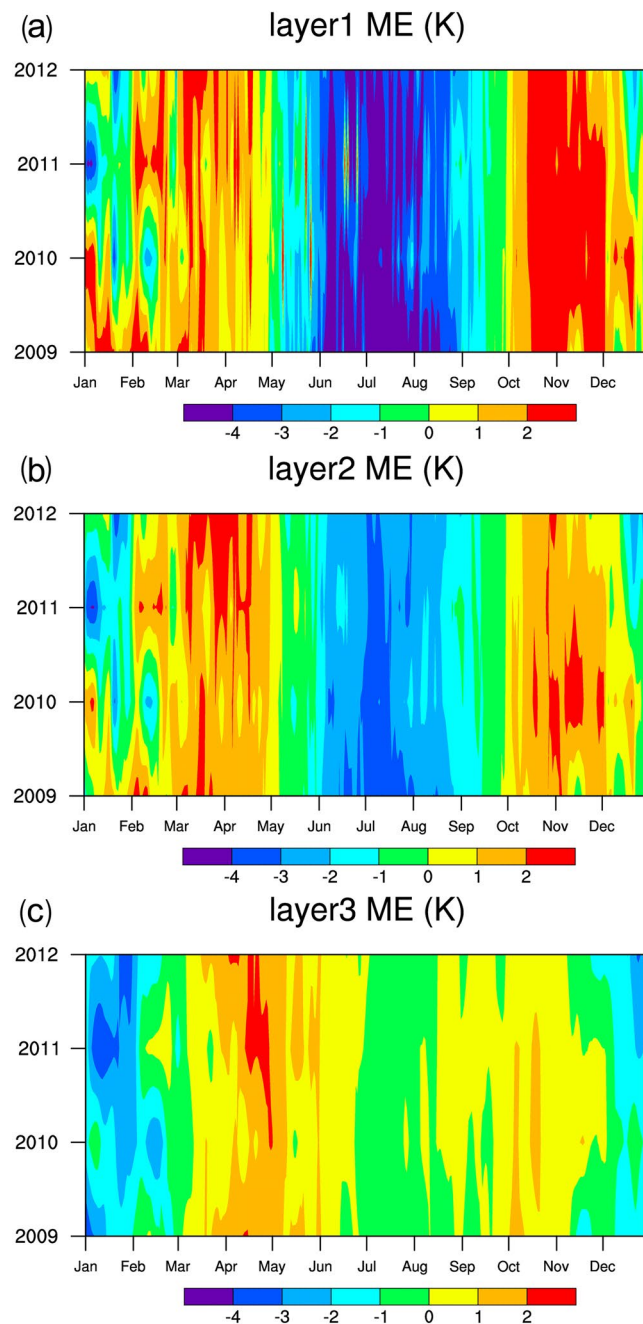 (a) layer1 ME (K)
2012
2011
2010
2009
Jan Feb Mar Apr May Jun Jul Aug Sep Oct Nov Dec
-4 -3 -2 -1 0 1 2
(b) layer2 ME (K)
2012
2011
2010
2009
Jan Feb Mar Apr May Jun Jul Aug Sep Oct Nov Dec
-4 -3 -2 -1 0 1 2
(c) layer3 ME (K)
2012
2011
2010
2009
Jan Feb Mar Apr May Jun Jul Aug Sep Oct Nov Dec
-4 -3 -2 -1 0 1 2